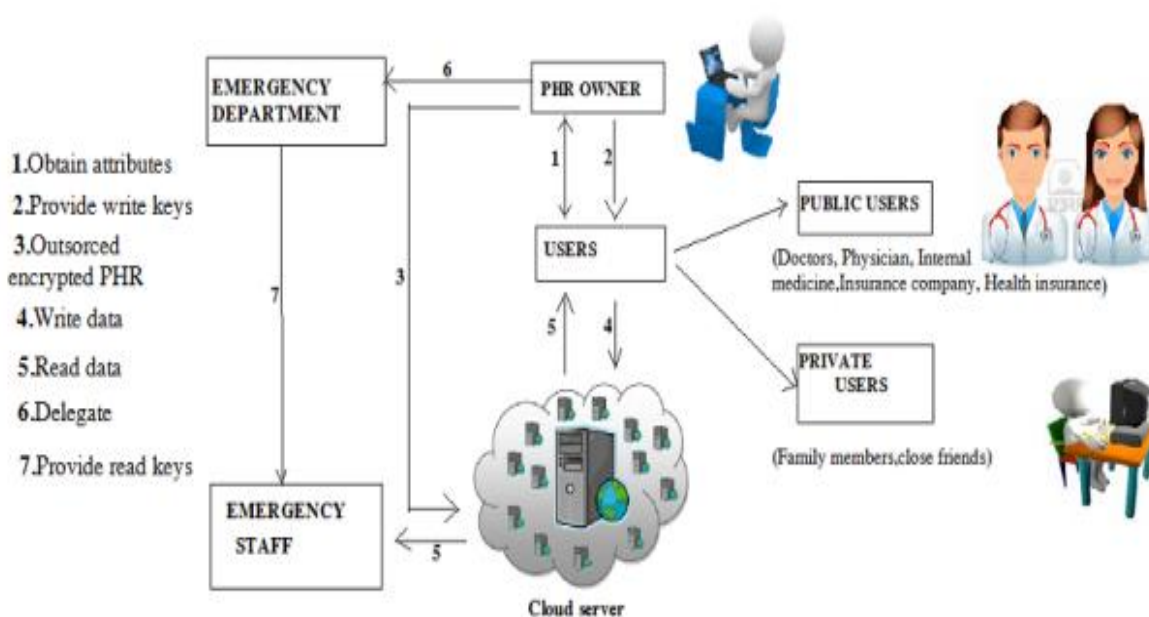 6
EMERGENCY
DEPARTMENT
PHR OWNER
1.Obtain attributes
2.Provide write keys
3.Outsorced
encrypted PHR
4.Write data
5.Read data
6.Delegate
7.Provide read keys
1
2
7
3
USERS
PUBLIC USERS
(Doctors, Physician, Internal
medicine,Insurance company, Health insurance)
5
4
PRIVATE
USERS
(Family members,close friends)
EMERGENCY
STAFF
5
Cloud server